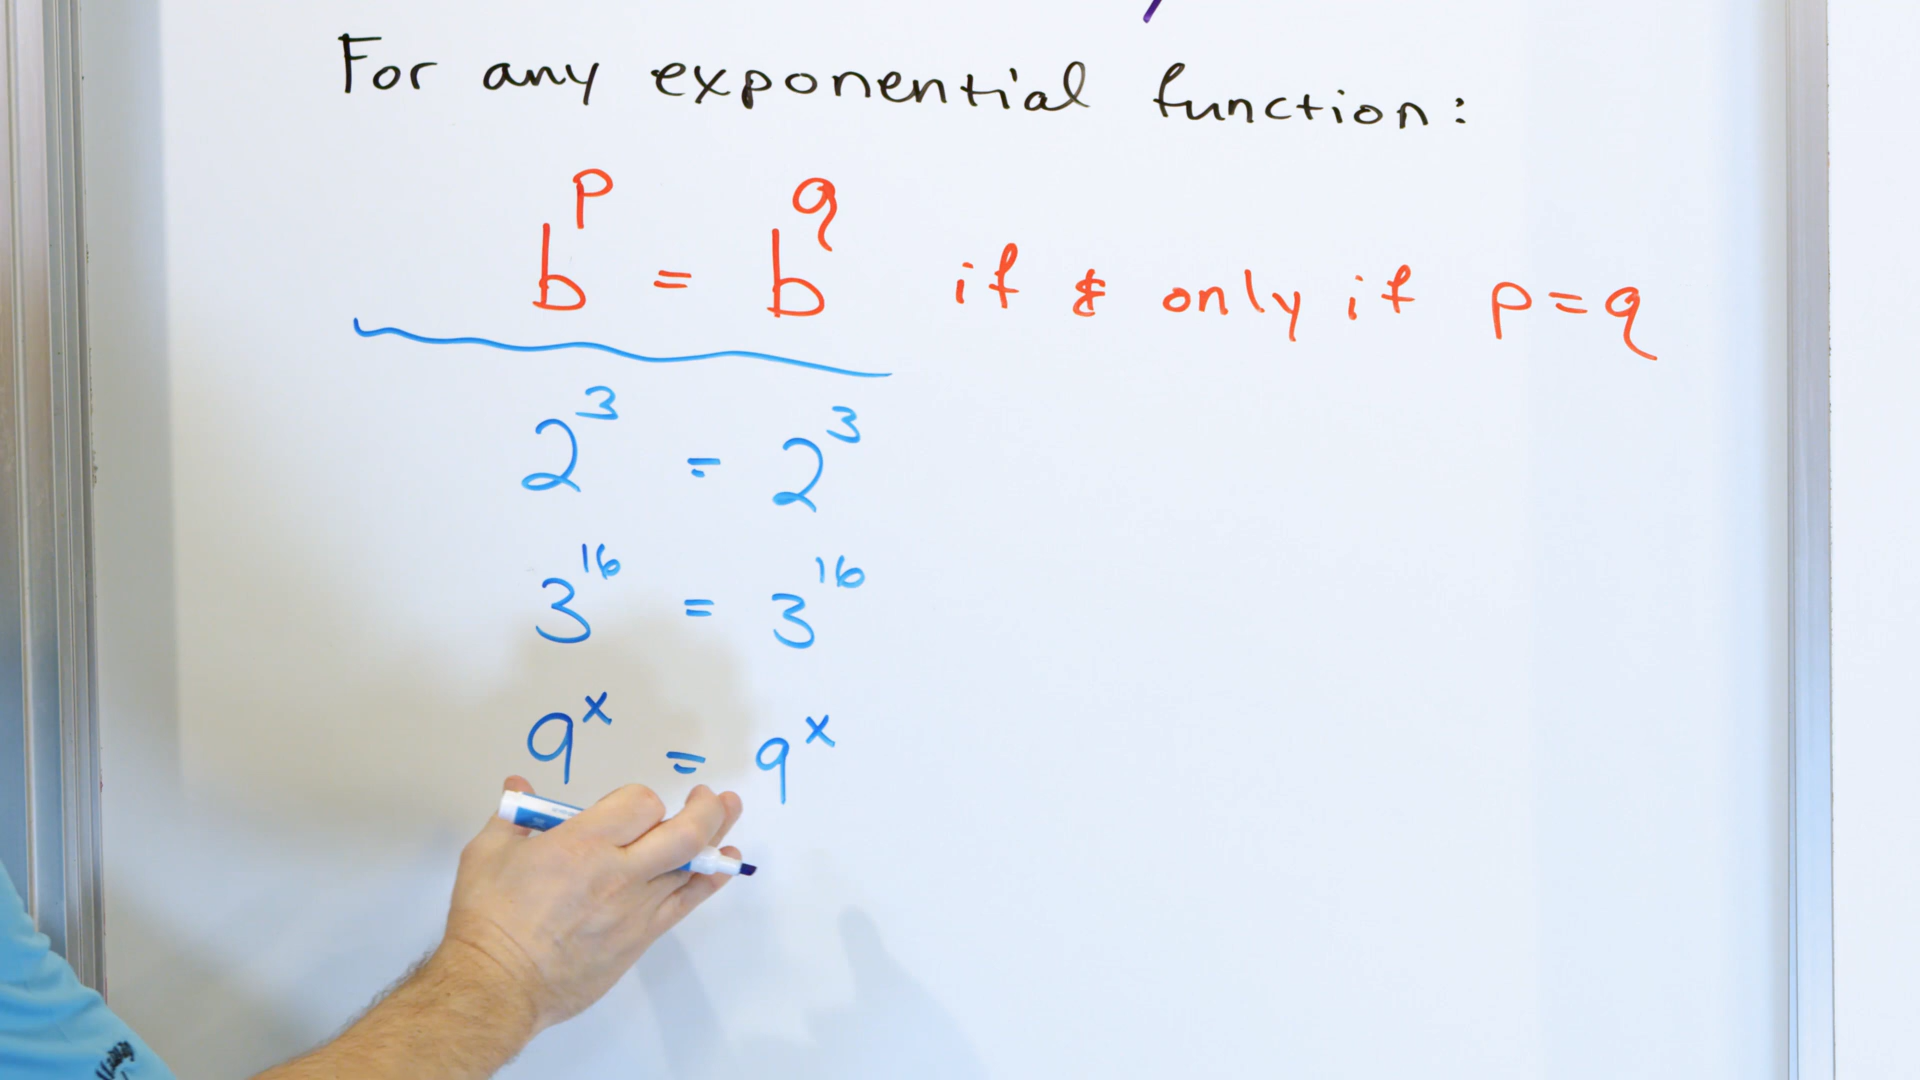 For any exponential function:
b^p = b^q if & only if p=q
2^3 = 2^3
3^16 = 3^16
9^x = 9^x